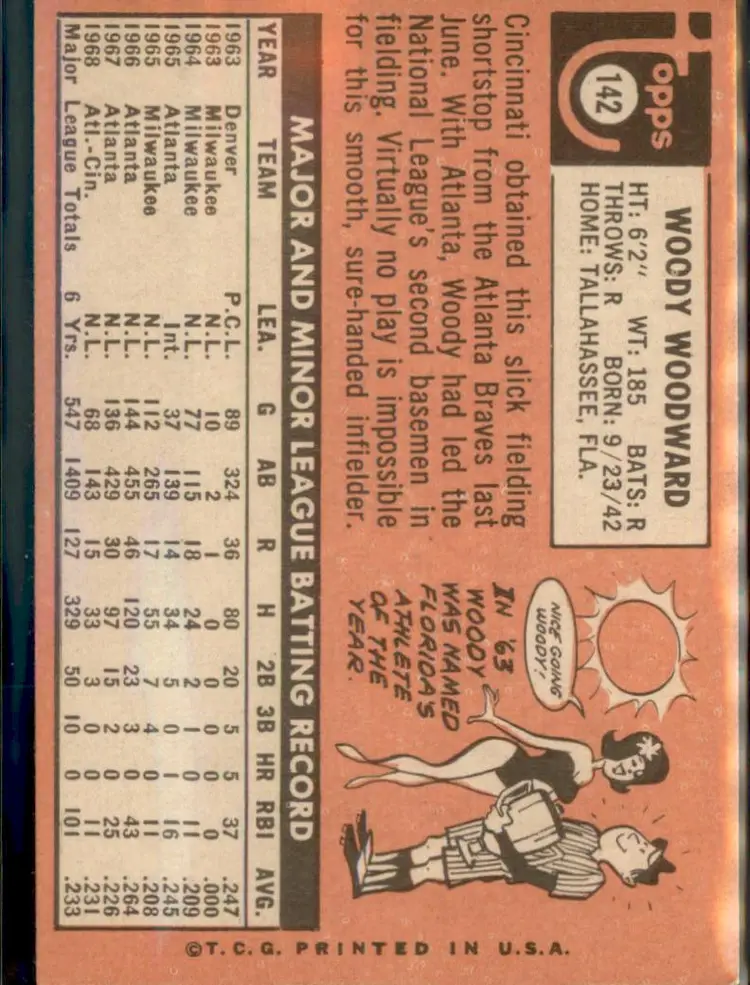 Topps
142
WOODY WOODWARD
HT: 6'2" WT: 185 BATS: R
THROWS: R BORN: 9/23/42
HOME: TALLAHASSEE, FLA.
Cincinnati obtained this slick fielding
shortstop from the Atlanta Braves last
June. With Atlanta, Woody had led the
National League's second basemen in
fielding. Virtually no play is impossible
for this smooth, sure-handed infielder.
NICE GOING
WOODY!
IN '63
WOODY
WAS NAMED
FLORIDA'S
ATHLETE
OF THE
YEAR.
MAJOR AND MINOR LEAGUE BATTING RECORD
YEAR TEAM LEA. G AB R H 2B 3B HR RBI AVG.
1963 Denver P.C.L. 89 324 36 80 20 5 5 37 .247
1963 Milwaukee N.L. 10 2 1 0 0 0 0 0 .000
1964 Milwaukee N.L. 77 115 18 24 2 1 0 11 .209
1965 Atlanta Int. 37 139 14 34 5 0 1 16 .245
1965 Milwaukee N.L. 112 265 17 55 7 4 0 11 .208
1966 Atlanta N.L. 144 455 46 120 23 3 0 43 .264
1967 Atlanta N.L. 136 429 30 97 15 2 0 25 .226
1968 Atl.-Cin. N.L. 68 143 15 33 3 0 0 11 .231
Major League Totals 6 Yrs. 547 1409 127 329 50 10 0 101 .233
©T.C.G. PRINTED IN U.S.A.